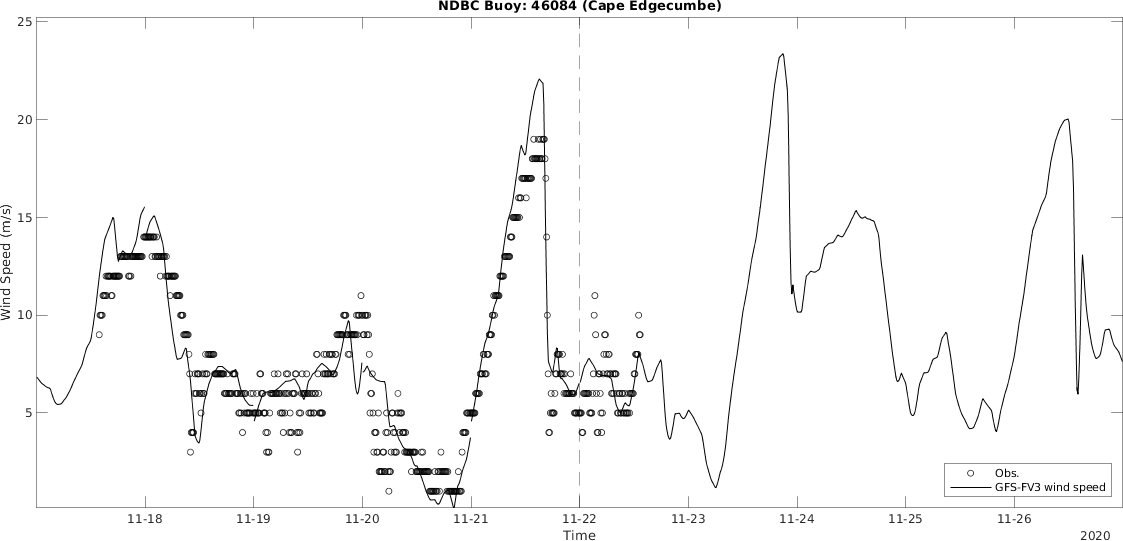 NDBC Buoy: 46084 (Cape Edgecumbe)
25
20
15
10
5
Wind Speed (m/s)
Obs.
GFS-FV3 wind speed
11-18 11-19 11-20 11-21 11-22 11-23 11-24 11-25 11-26
Time
2020